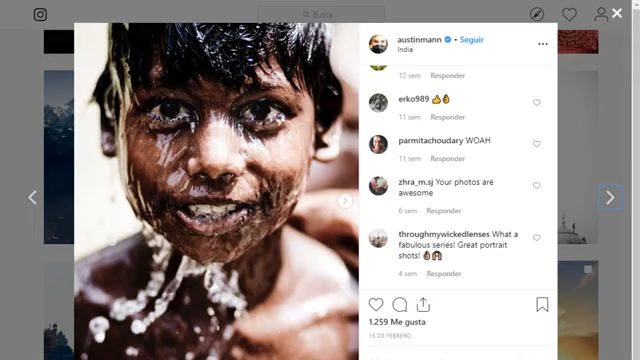 Busca
austinmann • Seguir
India
12 sem Responder
erko989 👍👌
11 sem Responder
parmitachoudary WOAH
11 sem Responder
zhra_m.sj Your photos are
awesome
6 sem Responder
throughmywickedlenses What a
fabulous series! Great portrait
shots!
4 sem Responder
1.259 Me gusta
15 DE FEBRERO